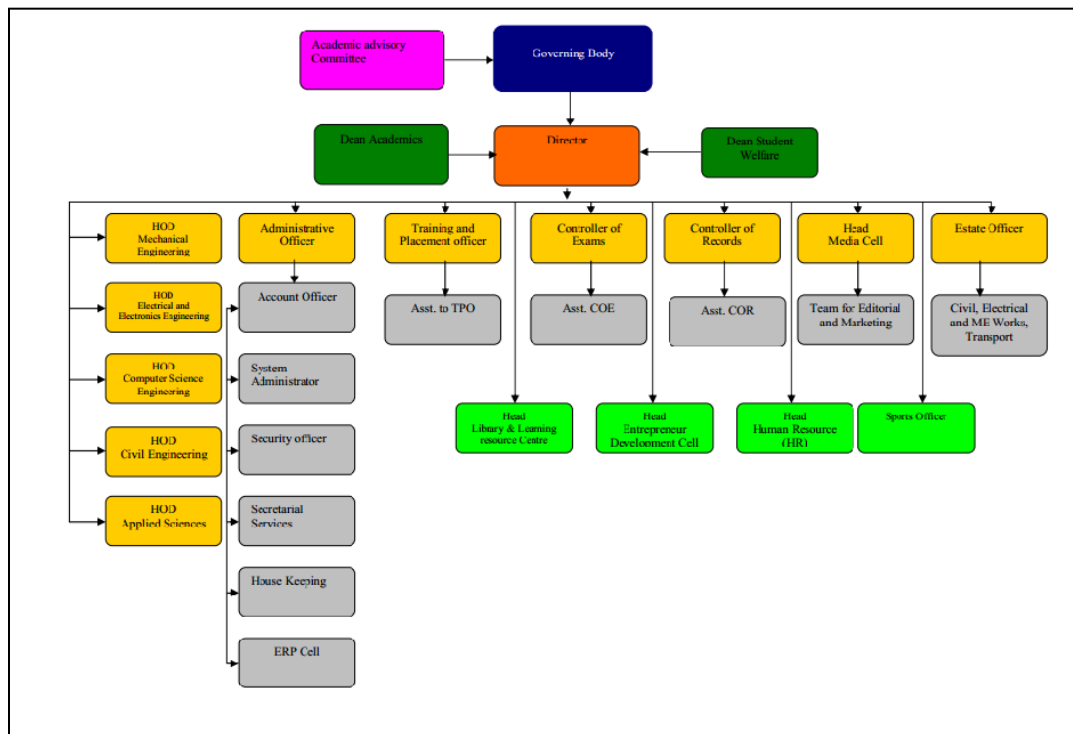 Academic advisory
Committee
Governing Body
Dean Academics
Director
Dean Student
Welfare
HOD
Mechanical
Engineering
Administrative
Officer
Training and
Placement officer
Controller of
Exams
Controller of
Records
Head
Media Cell
Estate Officer
HOD
Electrical and
Electronics Engineering
Account Officer
Asst. to TPO
Asst. COE
Asst. COR
Team for Editorial
and Marketing
Civil, Electrical
and ME Works,
Transport
HOD
Computer Science
Engineering
System
Administrator
Head
Library & Learning
resource Centre
Head
Entrepreneur
Development Cell
Head
Human Resource
(HR)
Sports Officer
HOD
Civil Engineering
Security officer
HOD
Applied Sciences
Secretarial
Services
House Keeping
ERP Cell